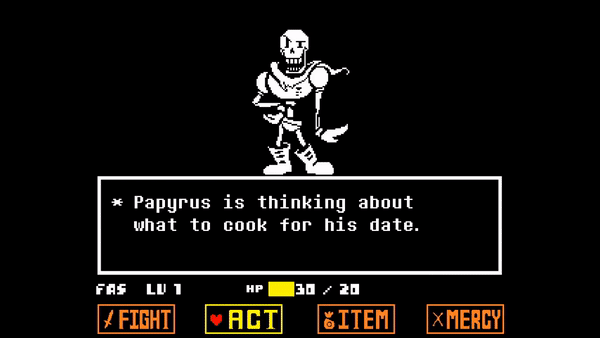 * Papyrus is thinking about
what to cook for his date.
FAS LV 1 HP 30 / 20
FIGHT ACT ITEM MERCY